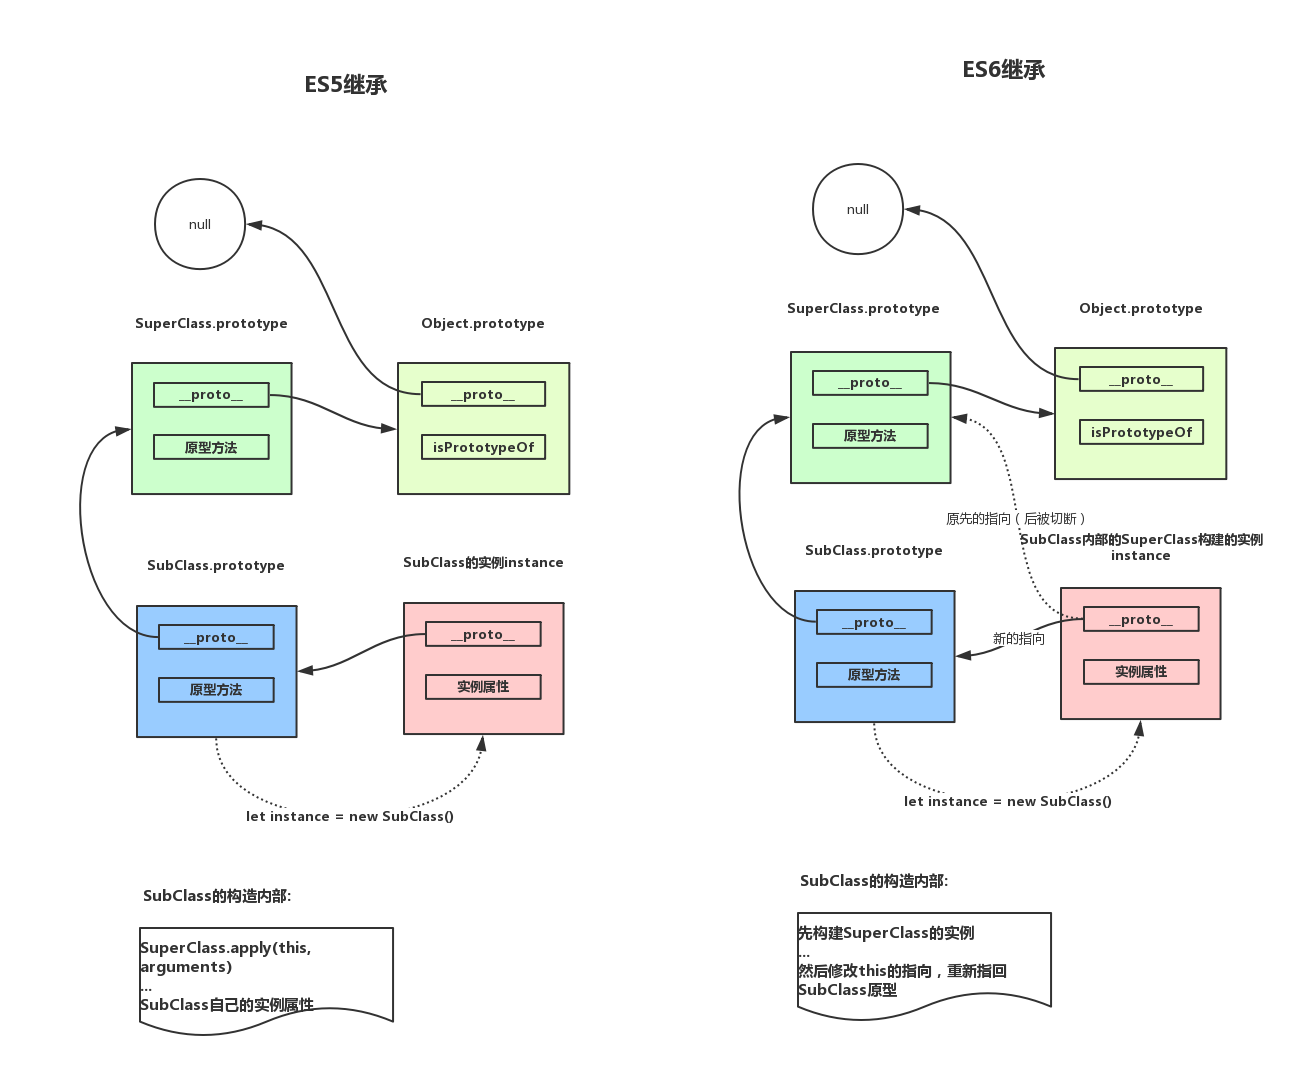 ES5继承
null
SuperClass.prototype
Object.prototype
__proto__
__proto__
原型方法
isPrototypeOf
SubClass.prototype
SubClass的实例instance
__proto__
__proto__
原型方法
实例属性
let instance = new SubClass()
SubClass的构造内部:
SuperClass.apply(this,
arguments)
...
SubClass自己的实例属性
ES6继承
null
SuperClass.prototype
Object.prototype
__proto__
__proto__
原型方法
isPrototypeOf
原先的指向（后被切断）
SubClass.prototype
SubClass内部的SuperClass构建的实例
instance
__proto__
__proto__
新的指向
原型方法
实例属性
let instance = new SubClass()
SubClass的构造内部:
先构建SuperClass的实例
...
然后修改this的指向，重新指回
SubClass原型